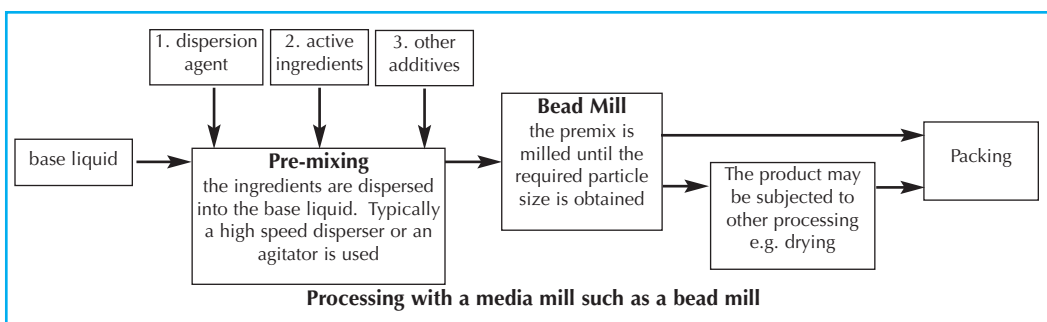 1. dispersion
agent
2. active
ingredients
3. other
additives
base liquid
Pre-mixing
the ingredients are dispersed
into the base liquid. Typically
a high speed disperser or an
agitator is used
Bead Mill
the premix is
milled until the
required particle
size is obtained
The product may
be subjected to
other processing
e.g. drying
Packing
Processing with a media mill such as a bead mill